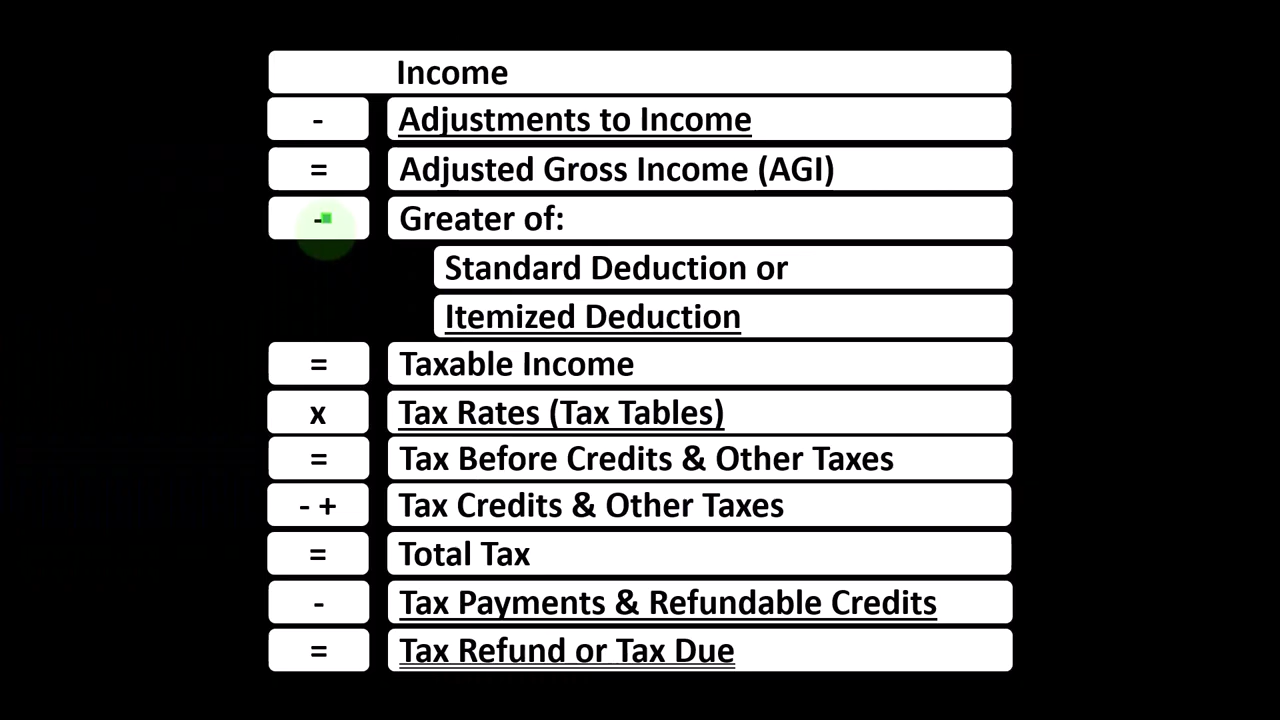 Income
- Adjustments to Income
= Adjusted Gross Income (AGI)
- Greater of:
Standard Deduction or
Itemized Deduction
= Taxable Income
x Tax Rates (Tax Tables)
= Tax Before Credits & Other Taxes
- + Tax Credits & Other Taxes
= Total Tax
- Tax Payments & Refundable Credits
= Tax Refund or Tax Due